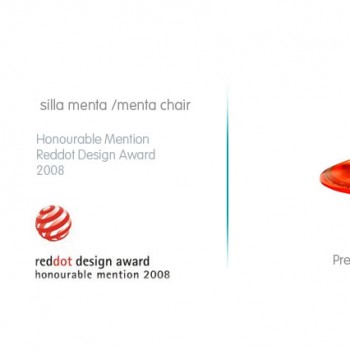 silla menta /menta chair
Honourable Mention
Reddot Design Award
2008
reddot design award
honourable mention 2008
Pre